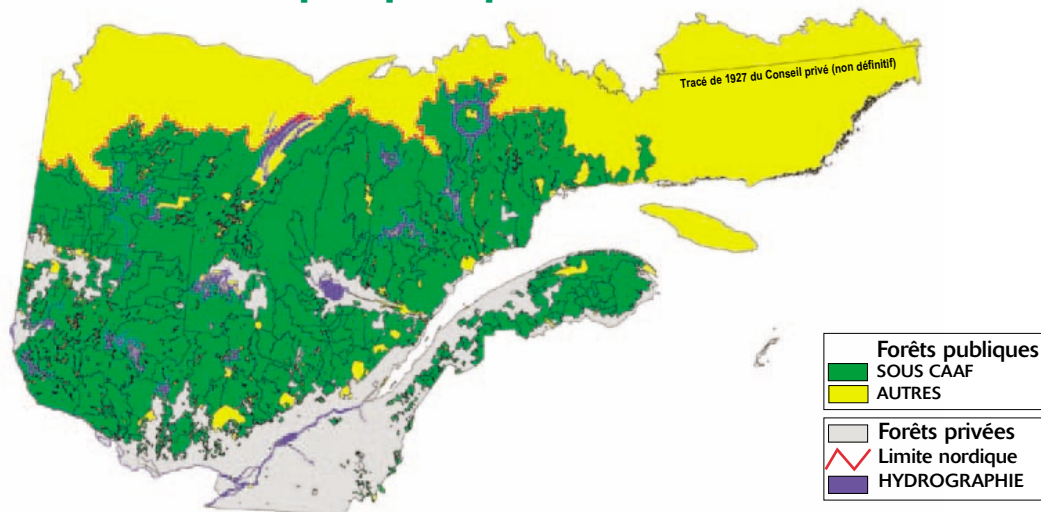 Tracé de 1927 du Conseil privé (non définitif)
Forêts publiques
SOUS CAAF
AUTRES
Forêts privées
Limite nordique
HYDROGRAPHIE